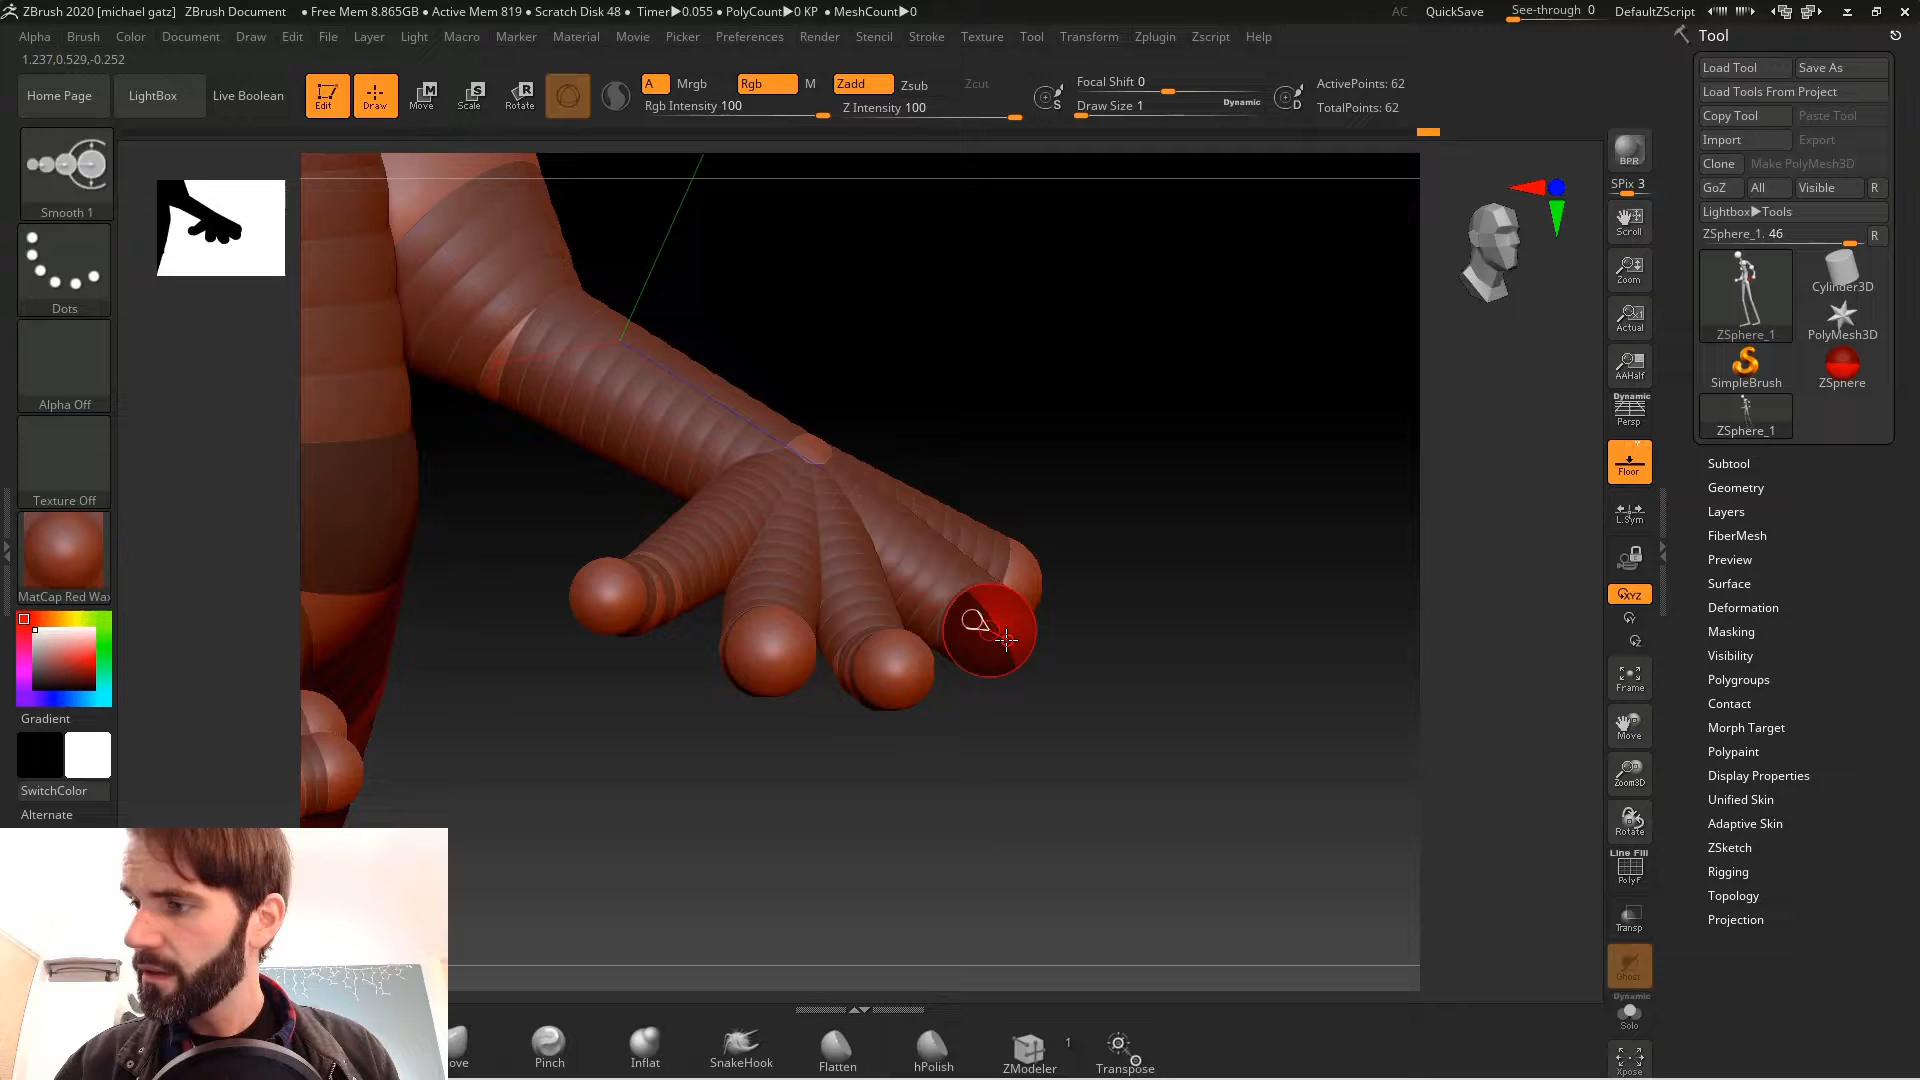 ZBrush 2020 [michael gatz] ZBrush Document ● Free Mem 8.865GB ● Active Mem 819 ● Scratch Disk 48 ● Timer▶0.055 ● PolyCount▶0 KP ● MeshCount▶0 AC QuickSave See-through 0 DefaultZScript
Alpha Brush Color Document Draw Edit File Layer Light Macro Marker Material Movie Picker Preferences Render Stencil Stroke Texture Tool Transform Zplugin Zscript Help
1.237,0.529,-0.252
Home Page LightBox Live Boolean
Edit Draw Move Scale Rotate
A Mrgb Rgb M Zadd Zsub Zcut
Rgb Intensity 100 Z Intensity 100
S Focal Shift 0
Draw Size 1 Dynamic D
ActivePoints: 62
TotalPoints: 62
Smooth 1
Dots
Alpha Off
Texture Off
MatCap Red Wax
Gradient
SwitchColor
Alternate
BPR
SPix 3
Scroll
Zoom
Actual
AAHalf
Dynamic
Persp
Floor
L.Sym
XYZ
Frame
Move
Zoom3D
Rotate
Line Fill
PolyF
Transp
Ghost
Dynamic
Solo
Xpose
Tool
Load Tool Save As
Load Tools From Project
Copy Tool Paste Tool
Import Export
Clone Make PolyMesh3D
GoZ All Visible R
Lightbox▶Tools
ZSphere_1. 46 R
ZSphere_1 Cylinder3D
PolyMesh3D
SimpleBrush ZSphere
ZSphere_1
Subtool
Geometry
Layers
FiberMesh
Preview
Surface
Deformation
Masking
Visibility
Polygroups
Contact
Morph Target
Polypaint
Display Properties
Unified Skin
Adaptive Skin
ZSketch
Rigging
Topology
Projection
ove Pinch Inflat SnakeHook Flatten hPolish ZModeler 1 Transpose